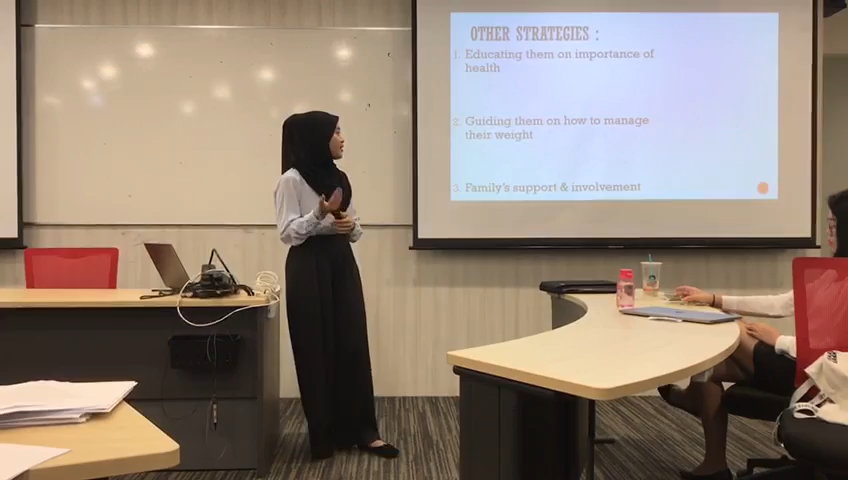 OTHER STRATEGIES :
1. Educating them on importance of
health
2. Guiding them on how to manage
their weight
3. Family's support & involvement